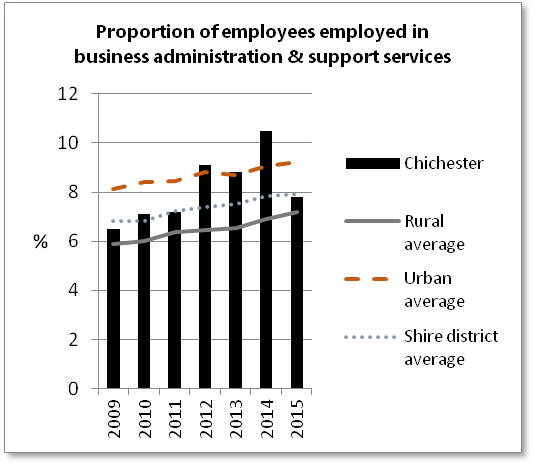 Proportion of employees employed in
business administration & support services
12
10
8
6
4
2
0
%
2009
2010
2011
2012
2013
2014
2015
Chichester
Rural
average
Urban
average
Shire district
average